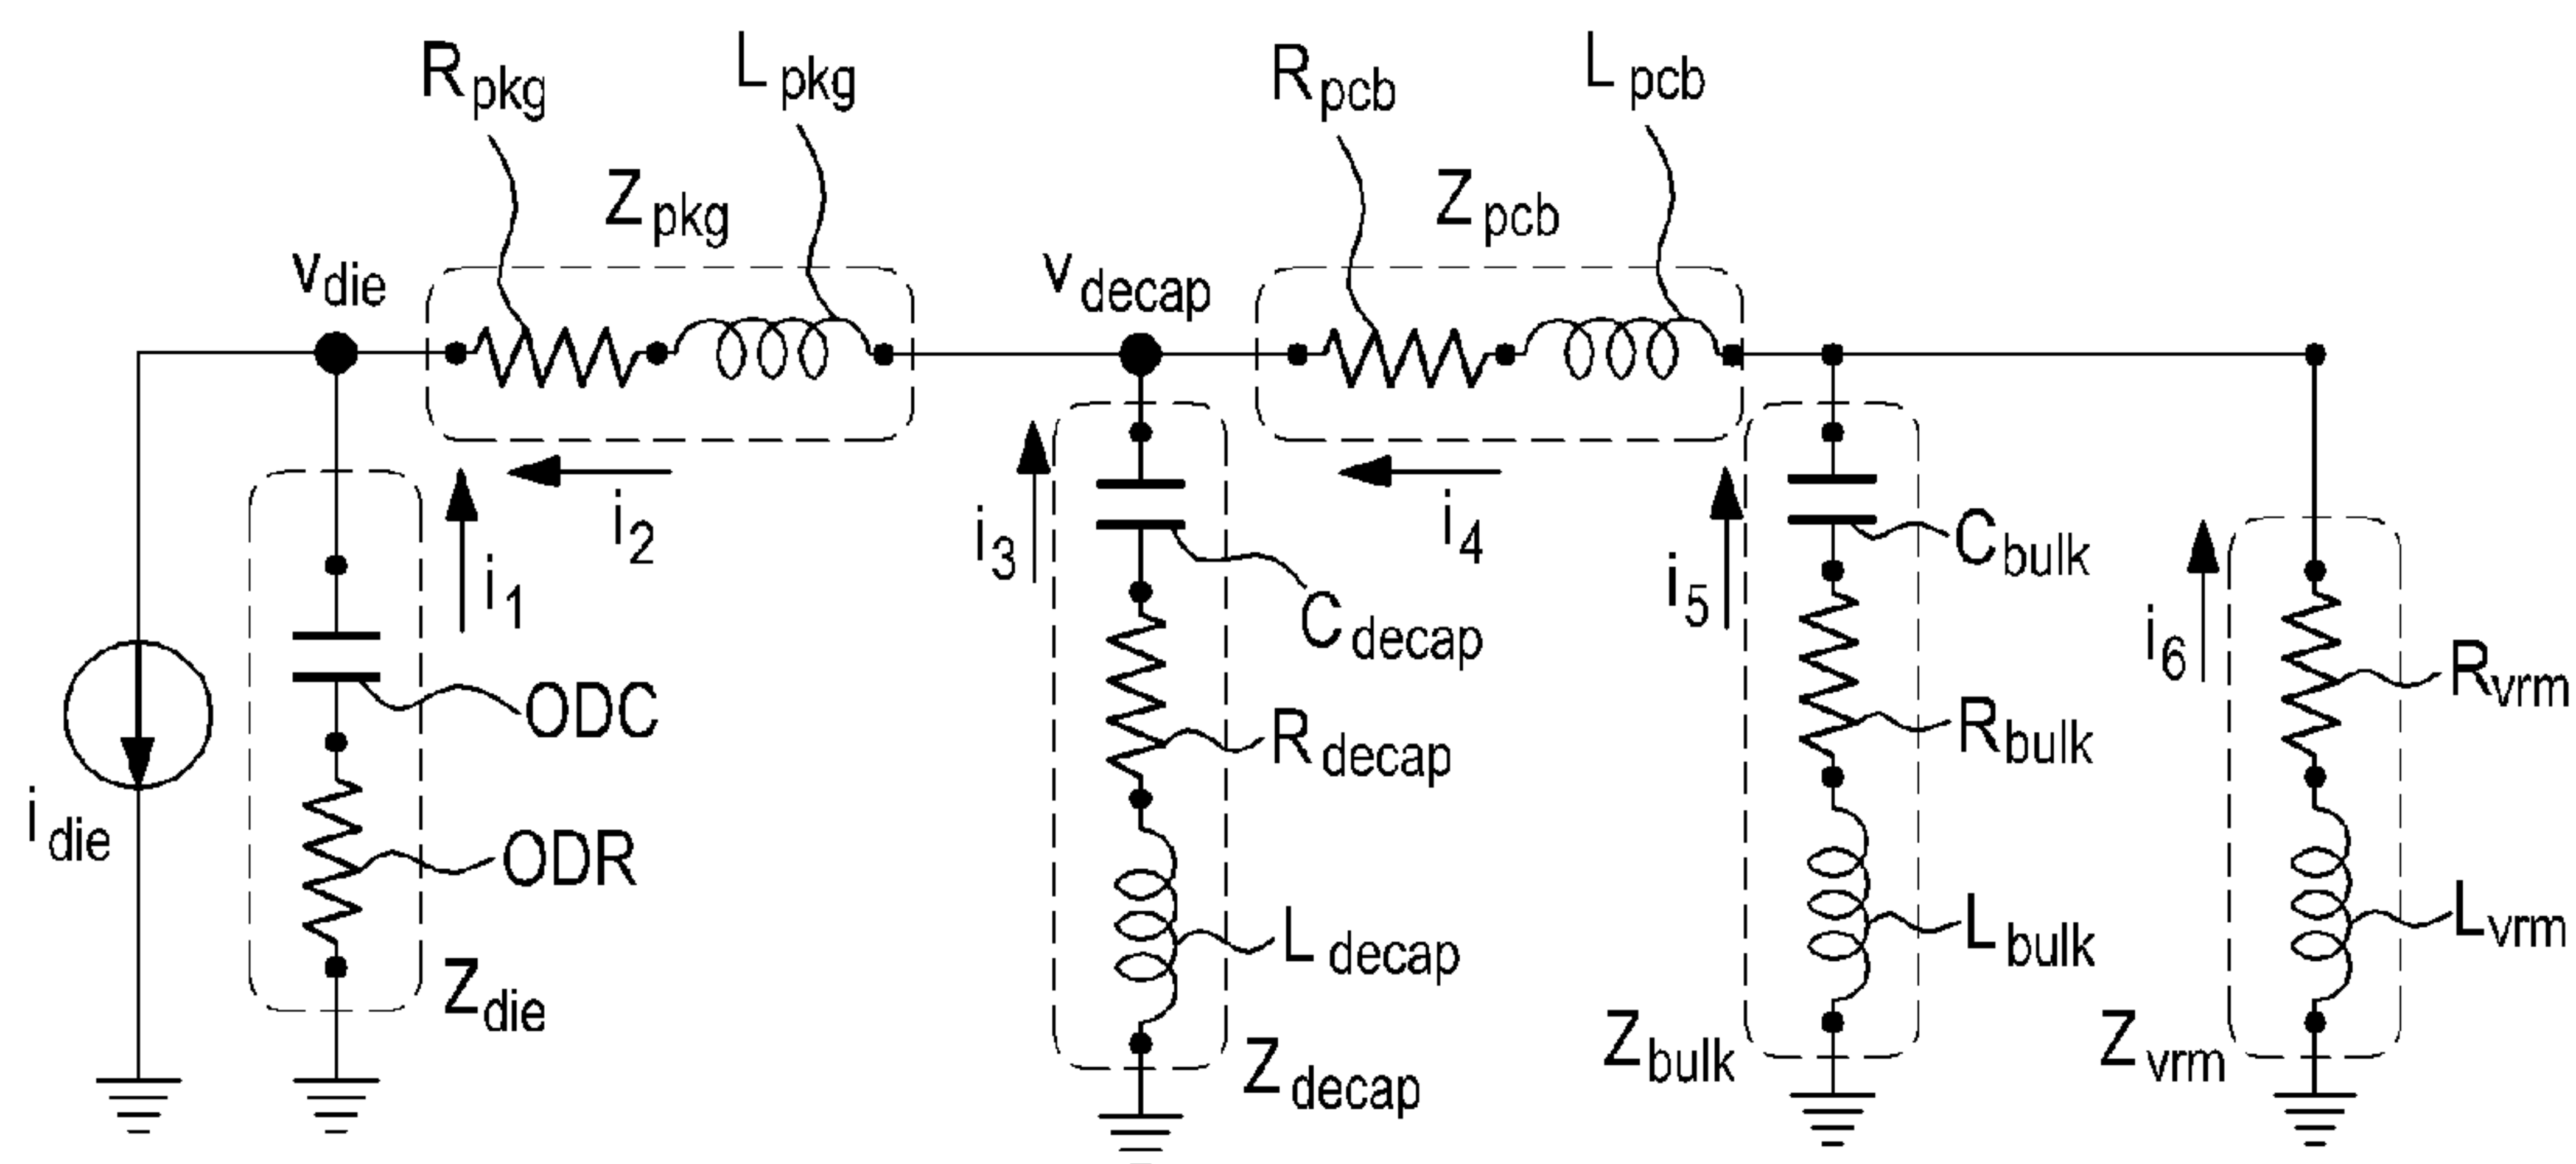 Rpkg
Lpkg
Rpcb
Lpcb
Zpkg
Zpcb
vdie
vdecap
i1
i2
i3
i4
i5
i6
Cbulk
Cdecap
ODC
Rvrm
Rbulk
Rdecap
idie
ODR
Lvrm
Lbulk
Ldecap
Zdie
Zdecap
Zbulk
Zvrm